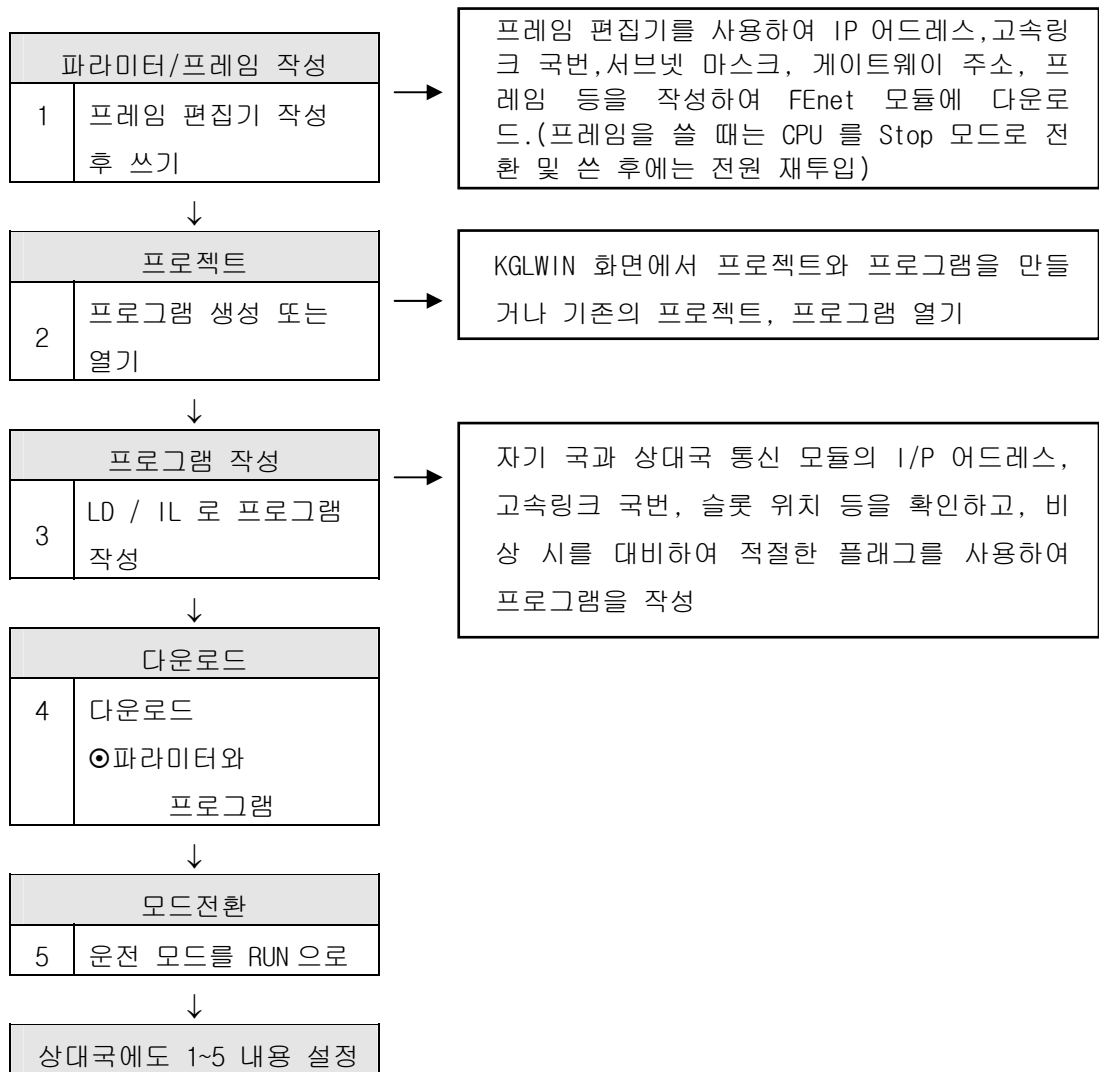 파라미터/프레임 작성
1
프레임 편집기 작성
후 쓰기
→
프레임 편집기를 사용하여 IP 어드레스,고속링
크 국번,서브넷 마스크, 게이트웨이 주소, 프
레임 등을 작성하여 FEnet 모듈에 다운로
드.(프레임을 쓸 때는 CPU 를 Stop 모드로 전
환 및 쓴 후에는 전원 재투입)
↓
프로젝트
2
프로그램 생성 또는
열기
→
KGLWIN 화면에서 프로젝트와 프로그램을 만들
거나 기존의 프로젝트, 프로그램 열기
↓
프로그램 작성
3
LD / IL 로 프로그램
작성
→
자기 국과 상대국 통신 모듈의 I/P 어드레스,
고속링크 국번, 슬롯 위치 등을 확인하고, 비
상 시를 대비하여 적절한 플래그를 사용하여
프로그램을 작성
↓
다운로드
4
다운로드
⊙파라미터와
프로그램
↓
모드전환
5
운전 모드를 RUN 으로
↓
상대국에도 1~5 내용 설정